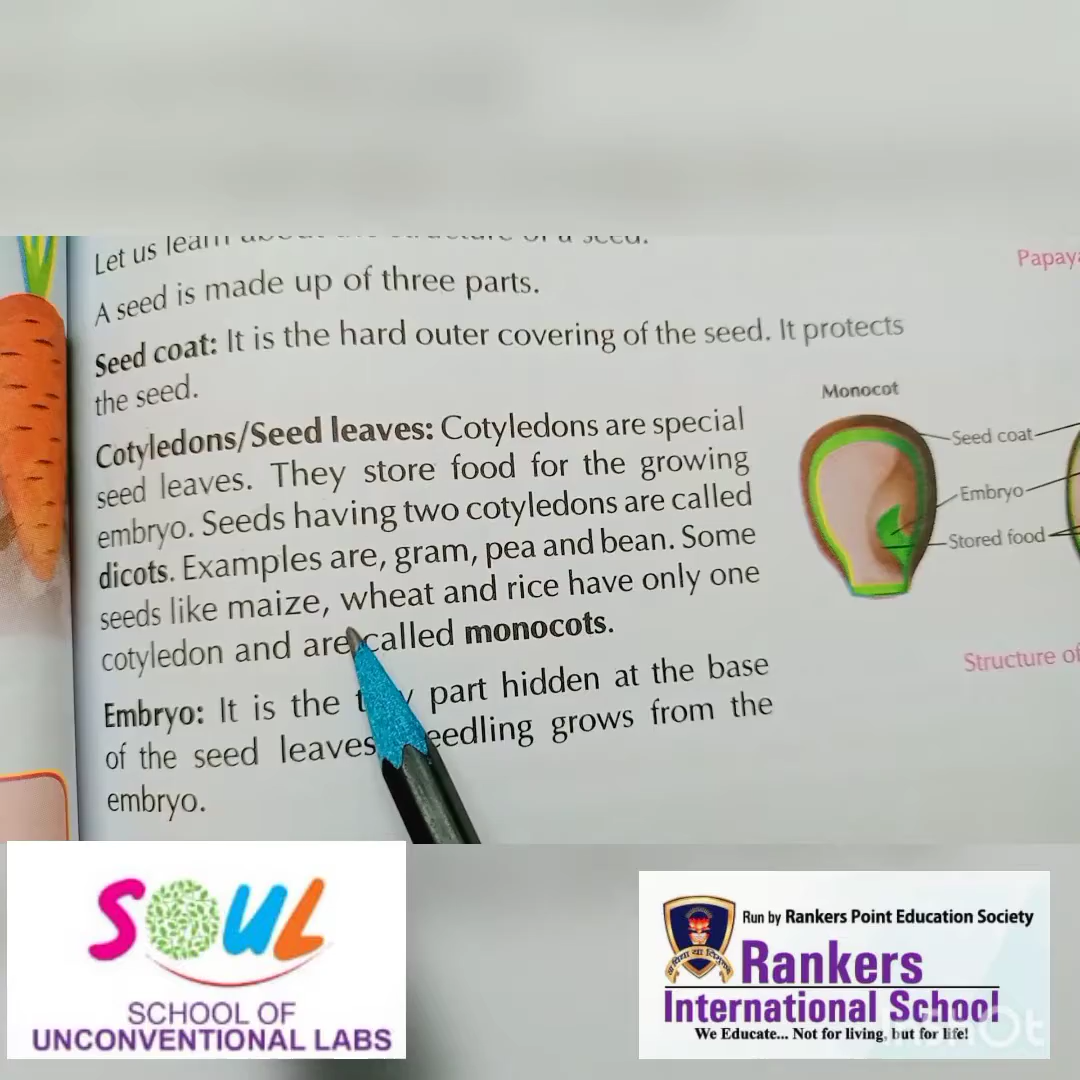 Let us learn
A seed is made up of three parts.
Seed coat: It is the hard outer covering of the seed. It protects
the seed.
Cotyledons/Seed leaves: Cotyledons are special
seed leaves. They store food for the growing
embryo. Seeds having two cotyledons are called
dicots. Examples are, gram, pea and bean. Some
seeds like maize, wheat and rice have only one
cotyledon and are called monocots.
Embryo: It is the part hidden at the base
of the seed leaves eedling grows from the
embryo.
Papay
Monocot
Seed coat
Embryo
Stored food
Structure of
SOUL
SCHOOL OF
UNCONVENTIONAL LABS
Run by Rankers Point Education Society
Rankers
International School
We Educate... Not for living, but for life!